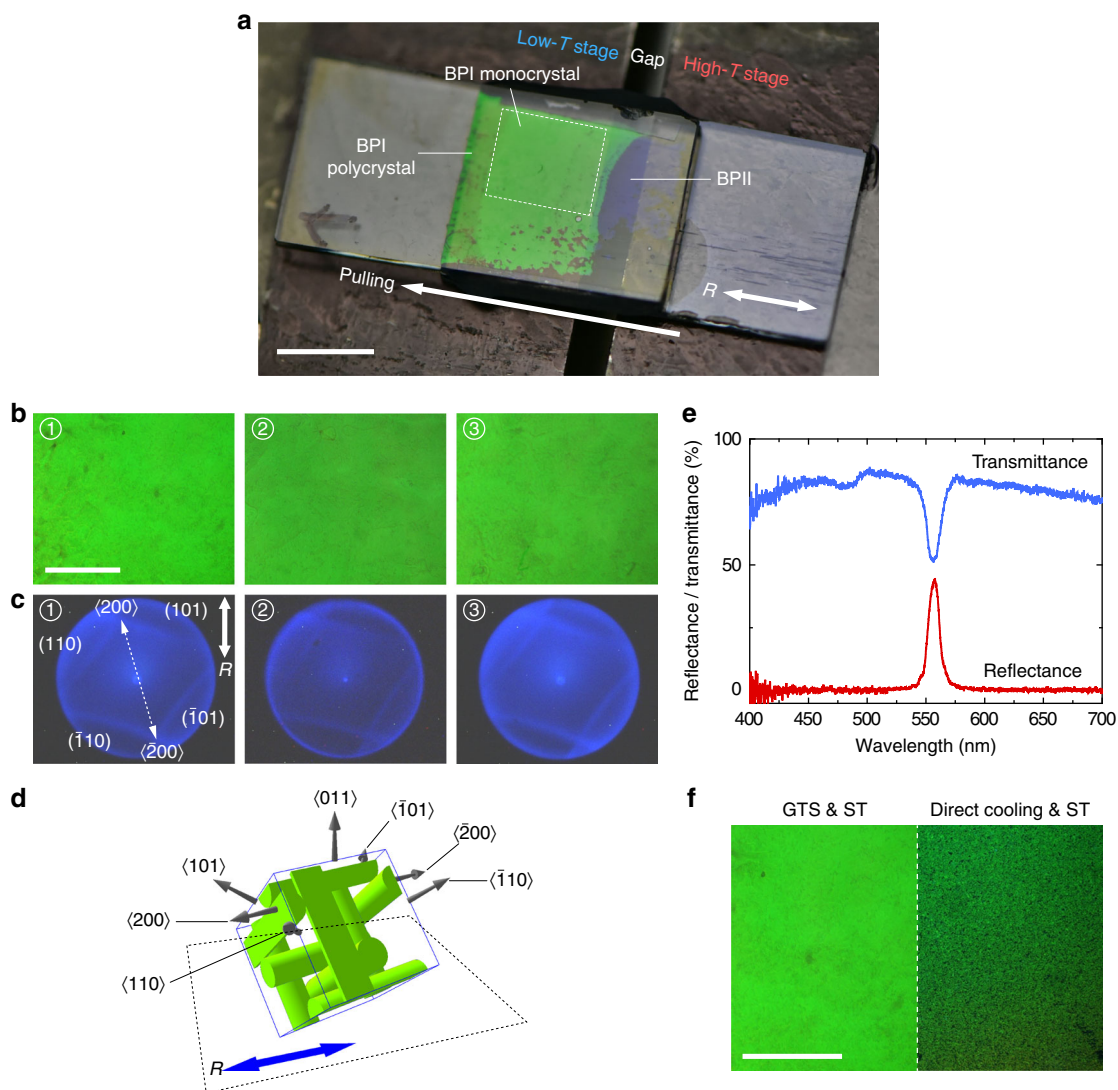 a
Low-T stage Gap High-T stage
BPI monocrystal
BPI
polycrystal
BPII
Pulling
R
b
① ② ③
c
① ② ③
⟨200⟩ (101)
(110)
R
(1̄01)
(1̄10)
⟨2̄00⟩
d
⟨011⟩
⟨1̄01⟩
⟨2̄00⟩
⟨101⟩
⟨1̄10⟩
⟨200⟩
⟨110⟩
R
e
Reflectance / transmittance (%)
100
50
0
Transmittance
Reflectance
400 450 500 550 600 650 700
Wavelength (nm)
f
GTS & ST Direct cooling & ST